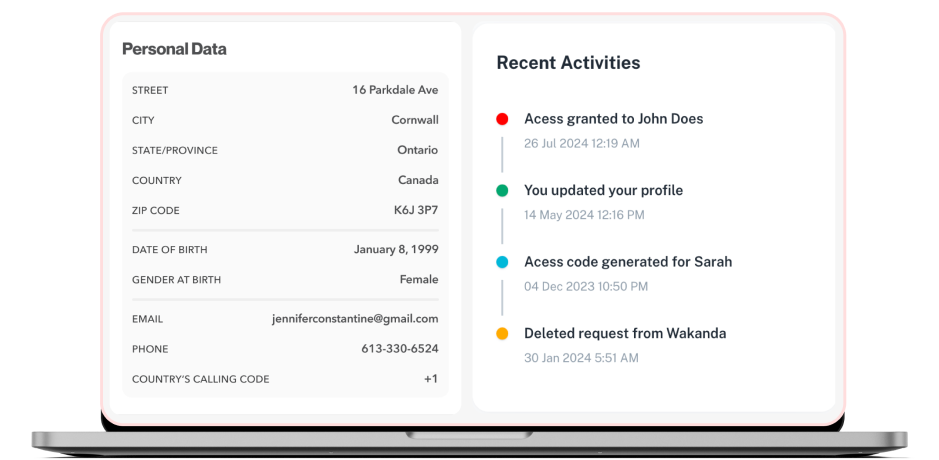 Personal Data
STREET 16 Parkdale Ave
CITY Cornwall
STATE/PROVINCE Ontario
COUNTRY Canada
ZIP CODE K6J 3P7
DATE OF BIRTH January 8, 1999
GENDER AT BIRTH Female
EMAIL jenniferconstantine@gmail.com
PHONE 613-330-6524
COUNTRY'S CALLING CODE +1
Recent Activities
Acess granted to John Does
26 Jul 2024 12:19 AM
You updated your profile
14 May 2024 12:16 PM
Acess code generated for Sarah
04 Dec 2023 10:50 PM
Deleted request from Wakanda
30 Jan 2024 5:51 AM